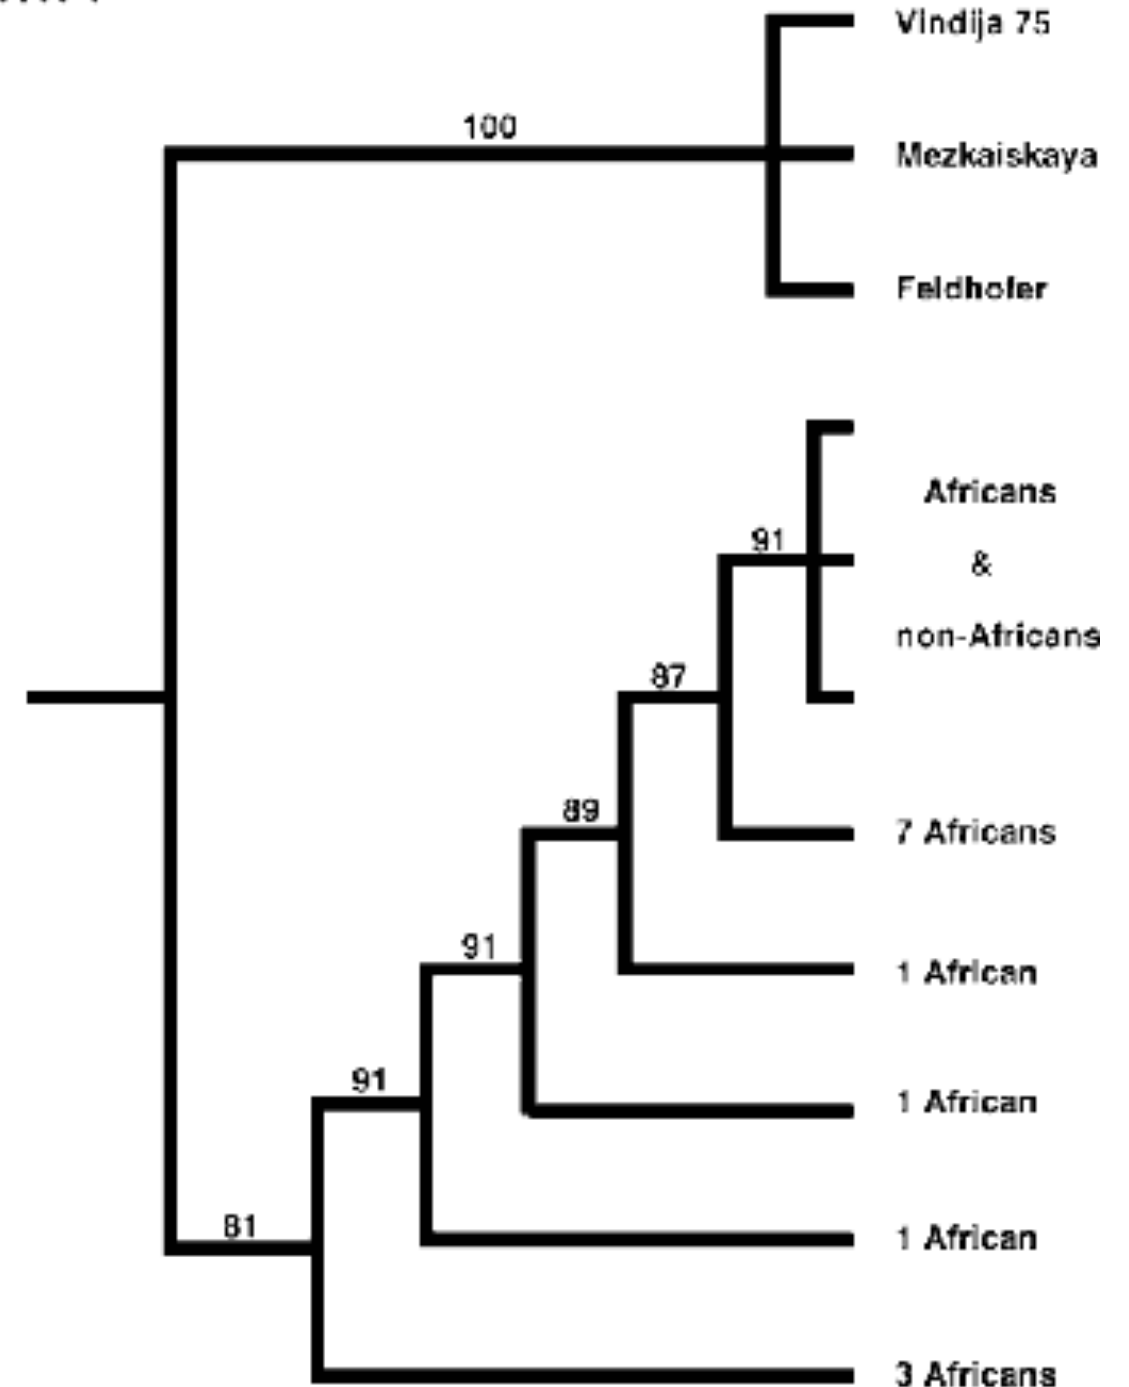 Vindija 75
100
Mezkaiskaya
Feldhofer
Africans
91
&
non-Africans
87
89
7 Africans
91
1 African
91
1 African
81
1 African
3 Africans